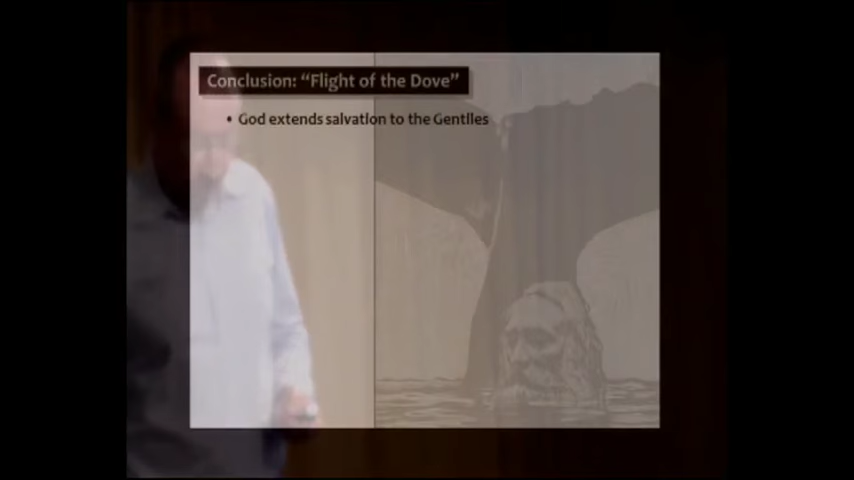 Conclusion: “Flight of the Dove”
• God extends salvation to the Gentiles